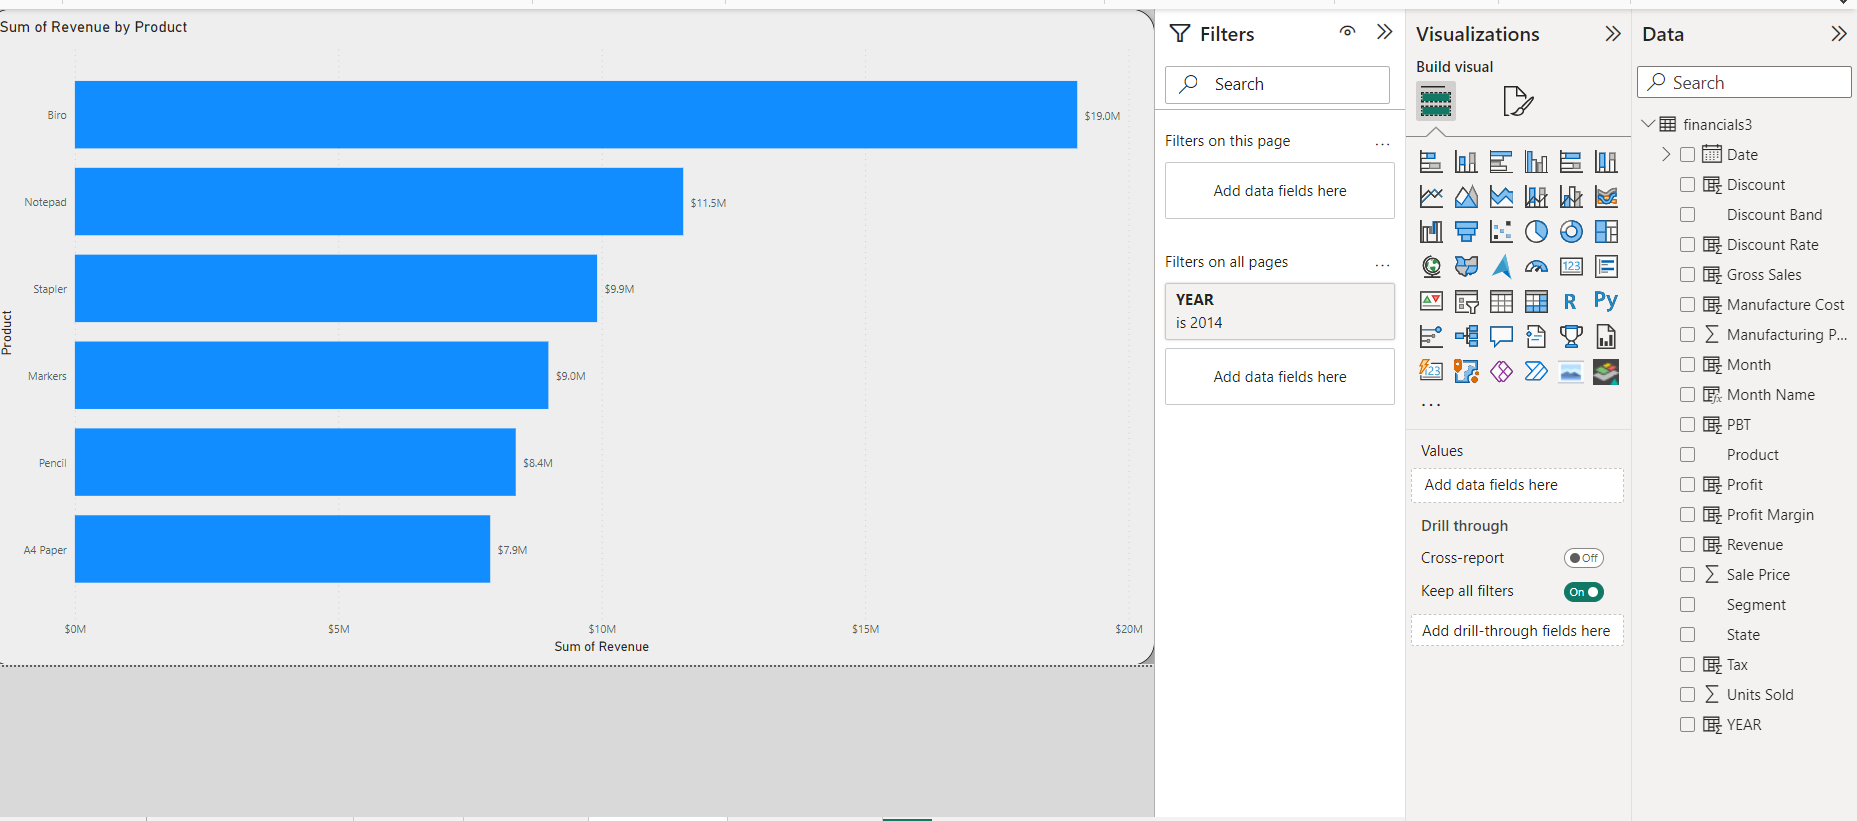 Sum of Revenue by Product
Product
Biro
$19.0M
Notepad
$11.5M
Stapler
$9.9M
Markers
$9.0M
Pencil
$8.4M
A4 Paper
$7.9M
$0M
$5M
$10M
$15M
$20M
Sum of Revenue
Filters
Search
Filters on this page
...
Add data fields here
Filters on all pages
...
YEAR
is 2014
Add data fields here
Visualizations
Build visual
123
R
Py
123
...
Values
Add data fields here
Drill through
Cross-report
Off
Keep all filters
On
Add drill-through fields here
Data
Search
financials3
Date
Discount
Discount Band
Discount Rate
Gross Sales
Manufacture Cost
Manufacturing P...
Month
Month Name
PBT
Product
Profit
Profit Margin
Revenue
Sale Price
Segment
State
Tax
Units Sold
YEAR